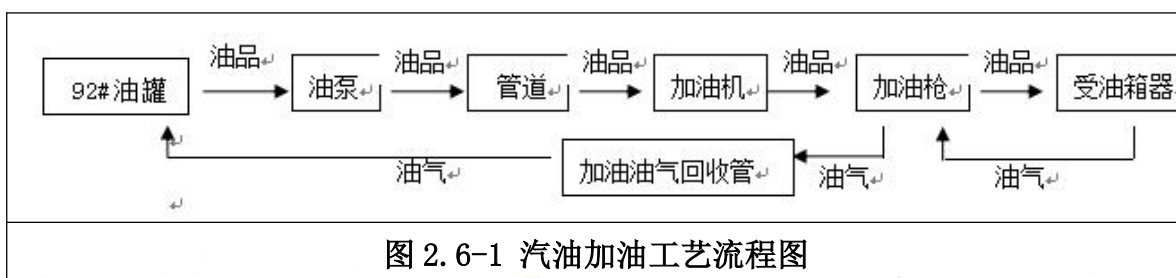 油品 油品 油品 油品 油品
92#油罐 油泵 管道 加油机 加油枪 受油箱器
油气 加油油气回收管 油气 油气
图 2.6-1 汽油加油工艺流程图